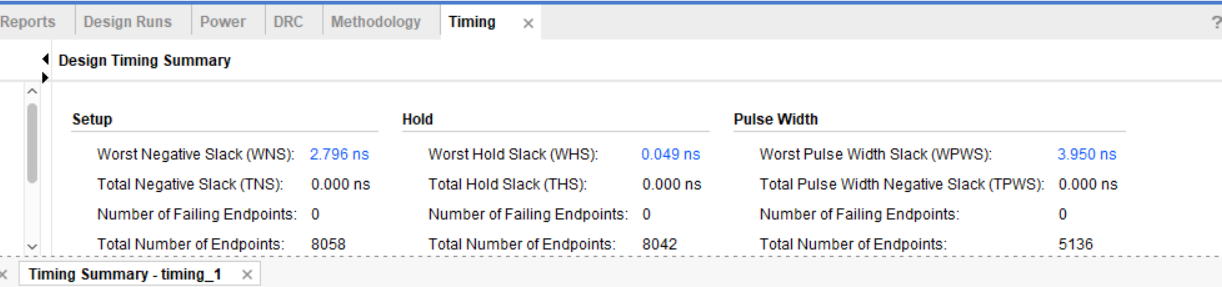 Reports Design Runs Power DRC Methodology Timing × ?
Design Timing Summary
Setup Hold Pulse Width
Worst Negative Slack (WNS): 2.796 ns Worst Hold Slack (WHS): 0.049 ns Worst Pulse Width Slack (WPWS): 3.950 ns
Total Negative Slack (TNS): 0.000 ns Total Hold Slack (THS): 0.000 ns Total Pulse Width Negative Slack (TPWS): 0.000 ns
Number of Failing Endpoints: 0 Number of Failing Endpoints: 0 Number of Failing Endpoints: 0
Total Number of Endpoints: 8058 Total Number of Endpoints: 8042 Total Number of Endpoints: 5136
× Timing Summary - timing_1 ×